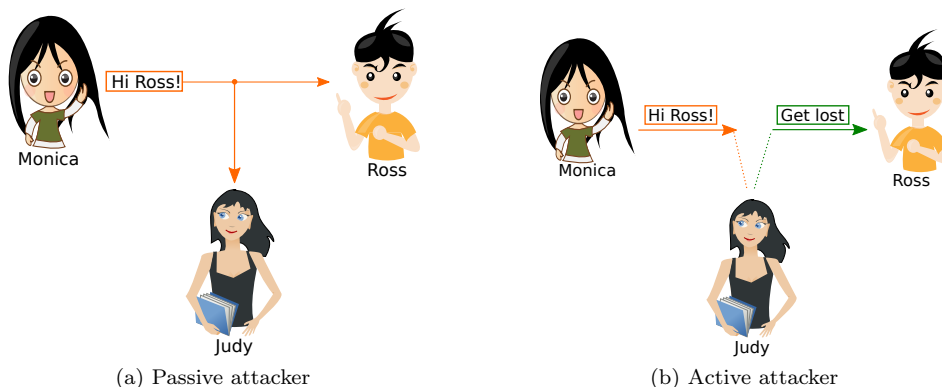 Hi Ross!
Monica
Ross
Judy
(a) Passive attacker
Hi Ross!
Get lost
Monica
Ross
Judy
(b) Active attacker